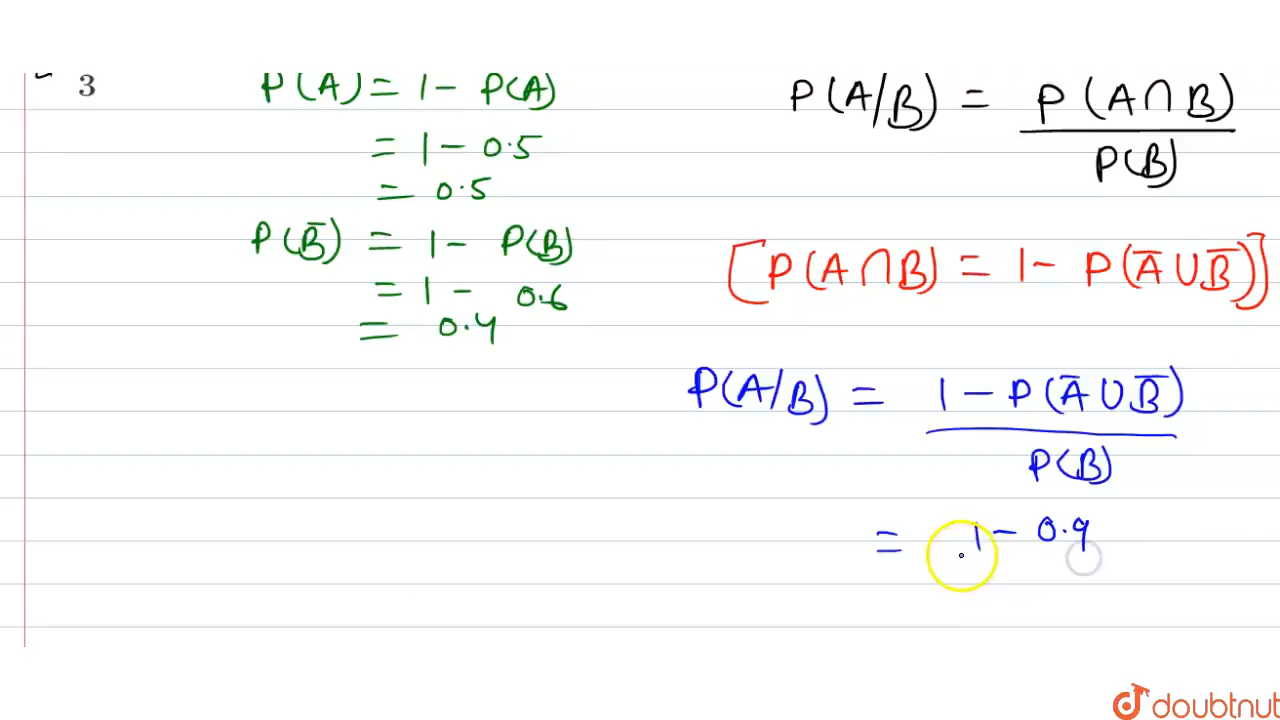 3
P(A) = 1 - P(A)
= 1 - 0.5
= 0.5
P(B̅) = 1 - P(B)
= 1 - 0.6
= 0.4
P(A/B) = P(A∩B)
P(B)
[P(A∩B) = 1 - P(A̅∪B̅)]
P(A/B) = 1 - P(A̅∪B̅)
P(B)
= 1 - 0.9
doubtnut